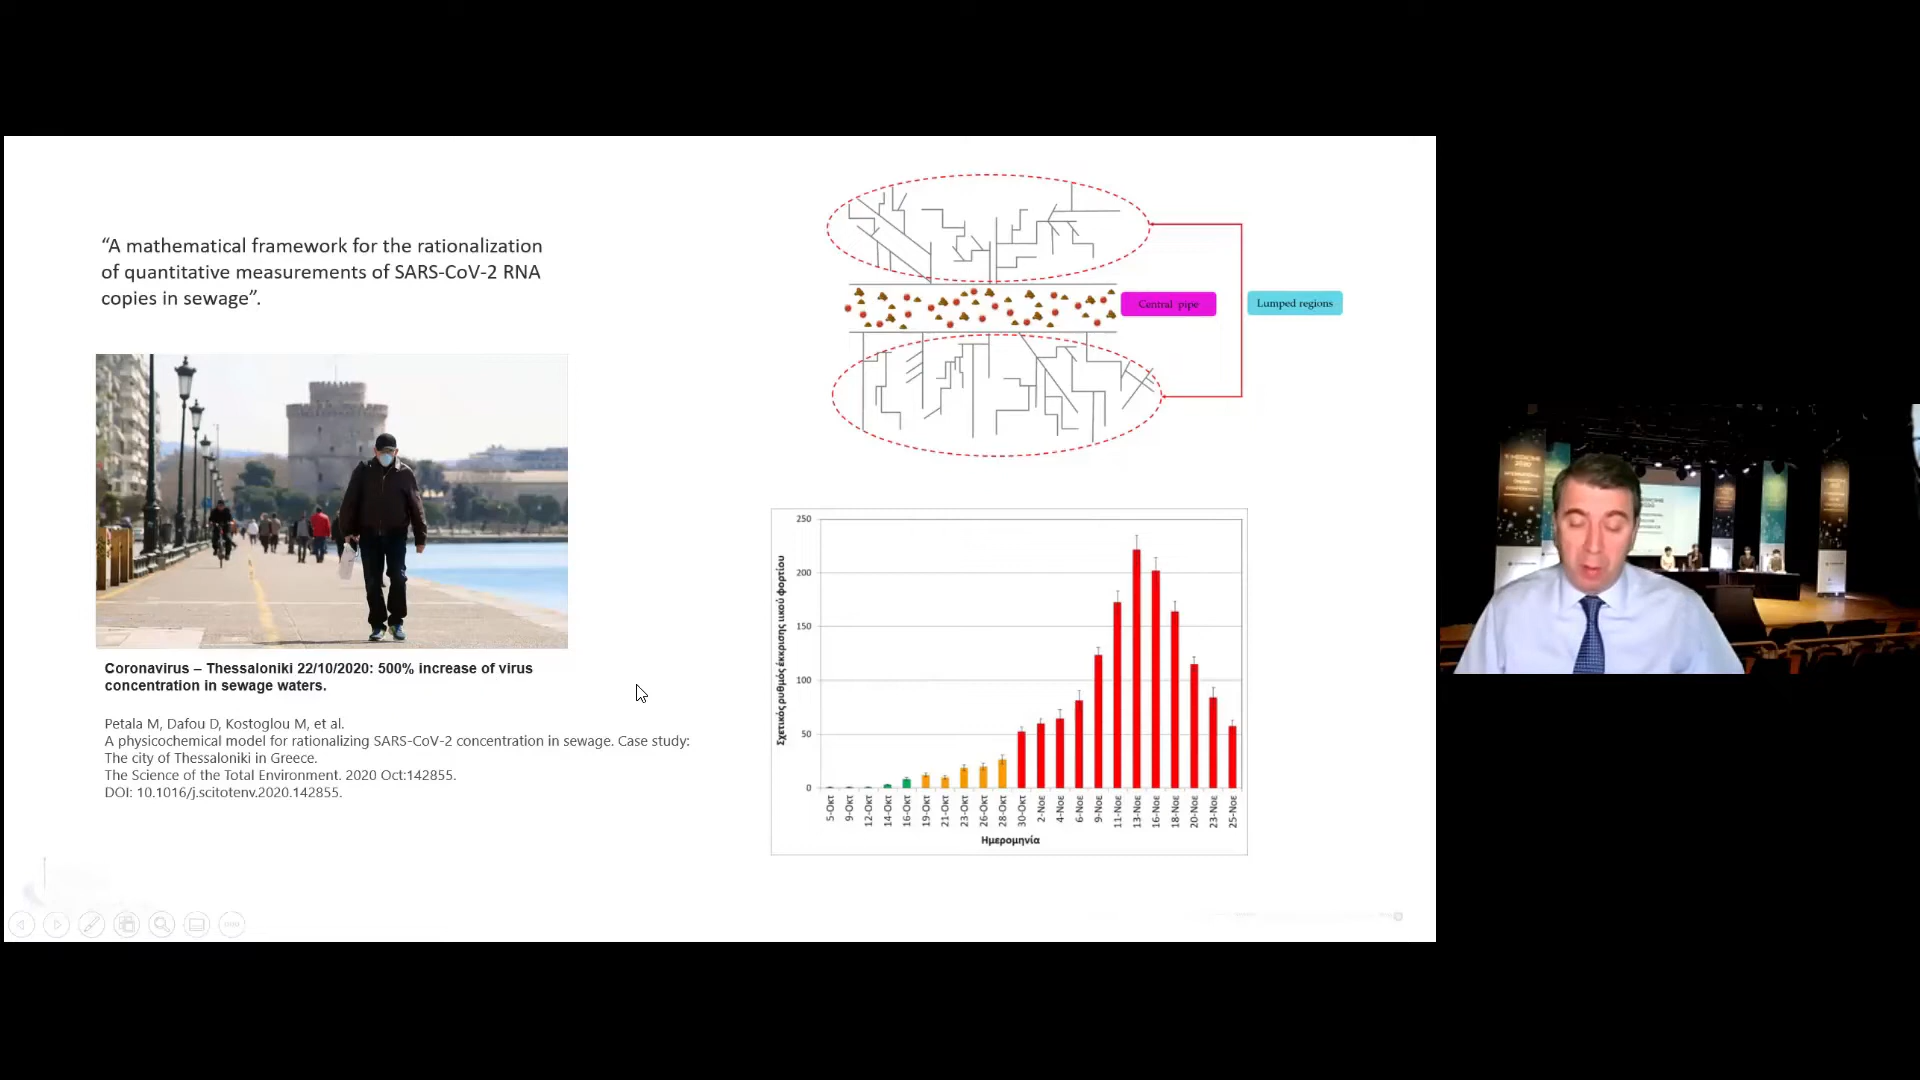 “A mathematical framework for the rationalization
of quantitative measurements of SARS-CoV-2 RNA
copies in sewage”.
Coronavirus – Thessaloniki 22/10/2020: 500% increase of virus
concentration in sewage waters.
Petala M, Dafou D, Kostoglou M, et al.
A physicochemical model for rationalizing SARS-CoV-2 concentration in sewage. Case study:
The city of Thessaloniki in Greece.
The Science of the Total Environment. 2020 Oct:142855.
DOI: 10.1016/j.scitotenv.2020.142855.
Central pipe
Lumped regions
Σχετικός ρυθμός έκκρισης ιικού φορτίου
250
200
150
100
50
0
5-Οκτ
9-Οκτ
12-Οκτ
14-Οκτ
16-Οκτ
19-Οκτ
21-Οκτ
23-Οκτ
26-Οκτ
28-Οκτ
30-Οκτ
2-Νοε
4-Νοε
6-Νοε
9-Νοε
11-Νοε
13-Νοε
16-Νοε
18-Νοε
20-Νοε
23-Νοε
25-Νοε
Ημερομηνία